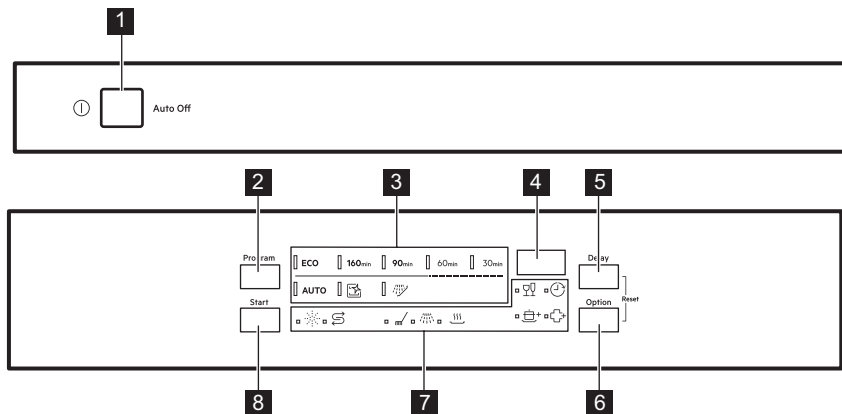 1
Auto Off
2 3 4 5
Program Delay
ECO 160min 90min 60min 30min
AUTO
Start Option Reset
8 7 6